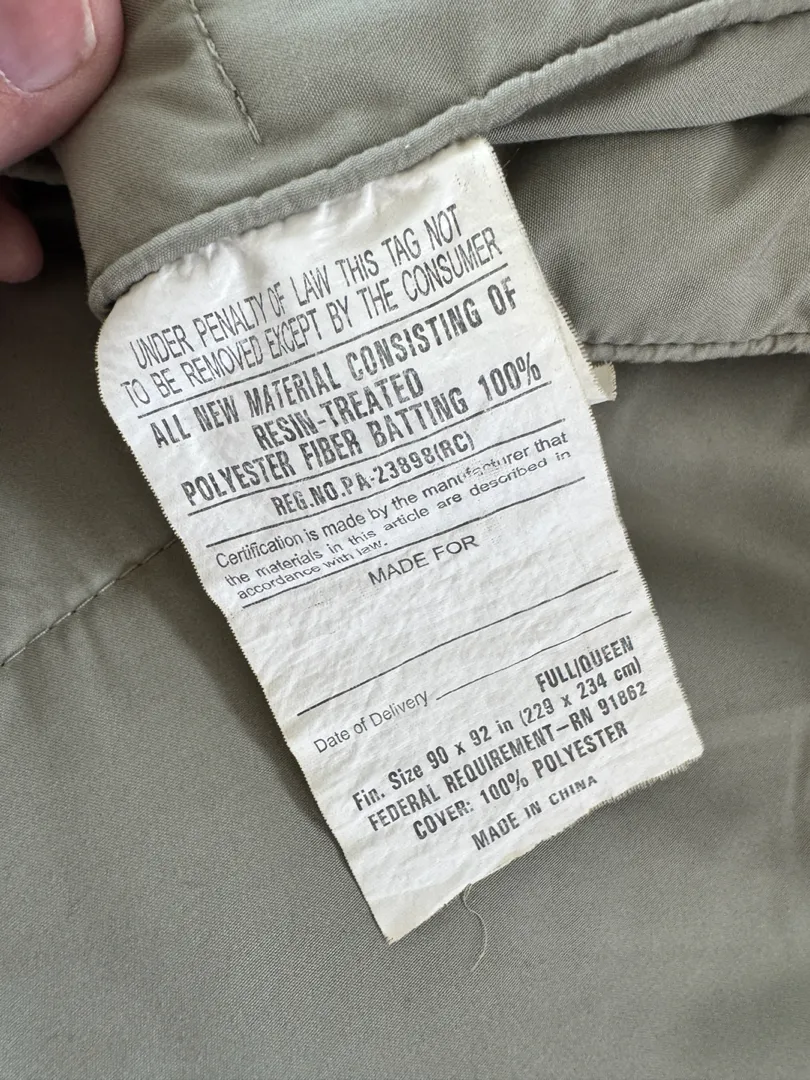 UNDER PENALTY OF LAW THIS TAG NOT
TO BE REMOVED EXCEPT BY THE CONSUMER
ALL NEW MATERIAL CONSISTING OF
RESIN-TREATED
POLYESTER FIBER BATTING 100%
REG.NO.PA-23898(RC)
Certification is made by the manufacturer that
the materials in this article are described in
accordance with law.
MADE FOR
Date of Delivery
FULL/QUEEN
Fin. Size 90 x 92 in (229 x 234 cm)
FEDERAL REQUIREMENT–RN 91862
COVER: 100% POLYESTER
MADE IN CHINA